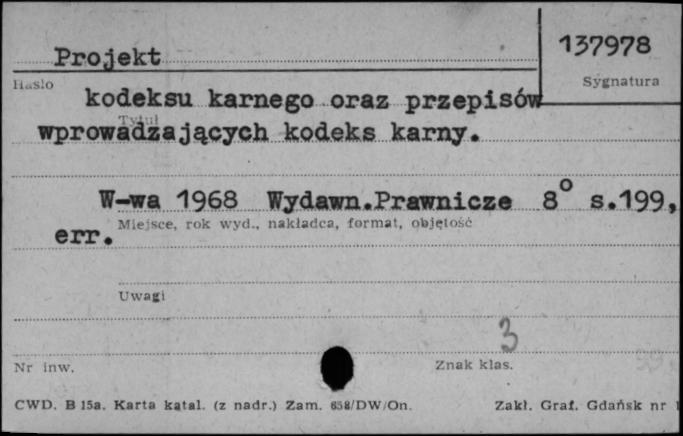 Projekt 137978
Hasło Sygnatura
kodeksu karnego oraz przepisów
Tytuł
wprowadzających kodeks karny.
W-wa 1968 Wydawn.Prawnicze 8° s.199,
Miejsce, rok wyd., nakładca, format, objętość
err.
Uwagi
3
Nr inw. Znak klas.
CWD. B 15a. Karta katal. (z nadr.) Zam. 658/DW/On. Zakł. Graf. Gdańsk nr